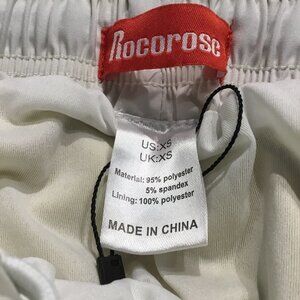 Rocorose
US:XS
UK:XS
Material: 95% polyester
5% spandex
Lining: 100% polyester
MADE IN CHINA